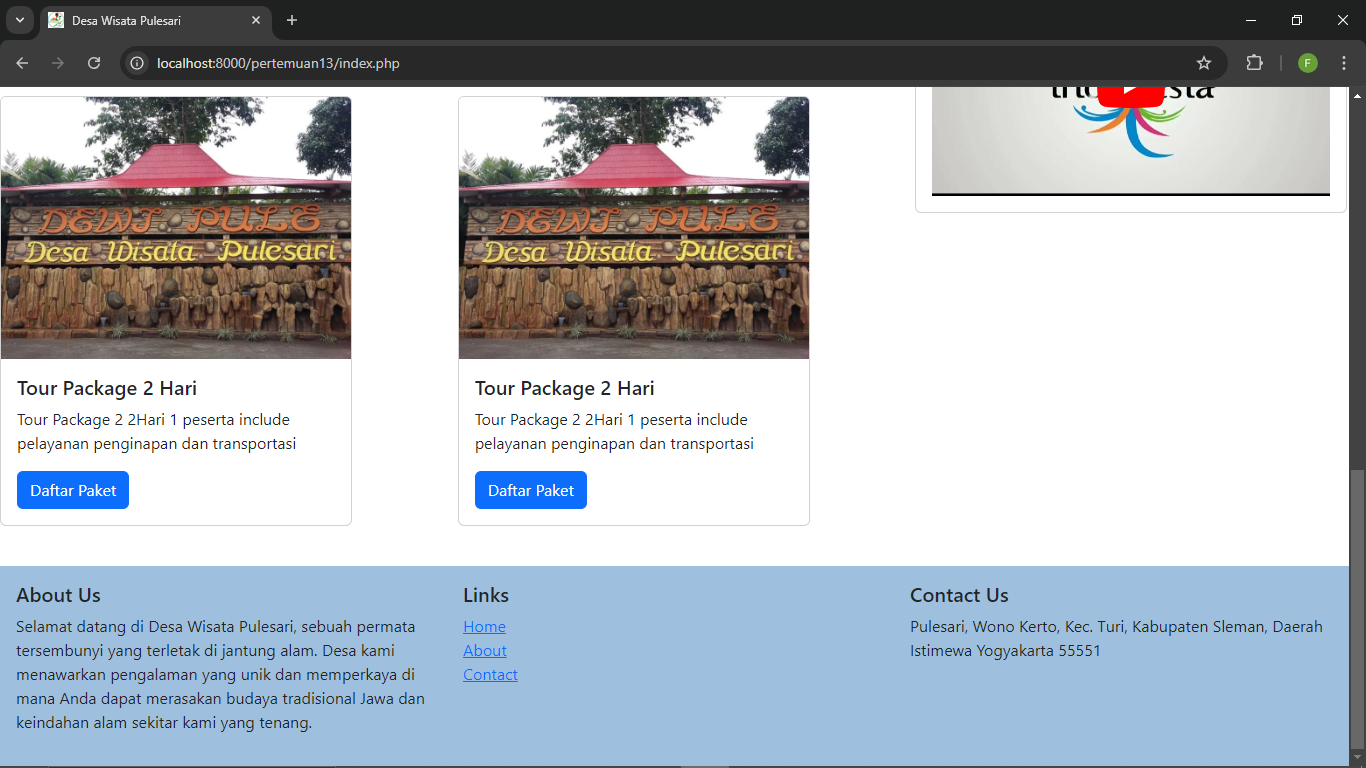 Desa Wisata Pulesari
localhost:8000/pertemuan13/index.php
F
DEWI PULE
Desa Wisata Pulesari
DEWI PULE
Desa Wisata Pulesari
Tour Package 2 Hari
Tour Package 2 2Hari 1 peserta include
pelayanan penginapan dan transportasi
Daftar Paket
Tour Package 2 Hari
Tour Package 2 2Hari 1 peserta include
pelayanan penginapan dan transportasi
Daftar Paket
About Us
Selamat datang di Desa Wisata Pulesari, sebuah permata
tersembunyi yang terletak di jantung alam. Desa kami
menawarkan pengalaman yang unik dan memperkaya di
mana Anda dapat merasakan budaya tradisional Jawa dan
keindahan alam sekitar kami yang tenang.
Links
Home
About
Contact
Contact Us
Pulesari, Wono Kerto, Kec. Turi, Kabupaten Sleman, Daerah
Istimewa Yogyakarta 55551